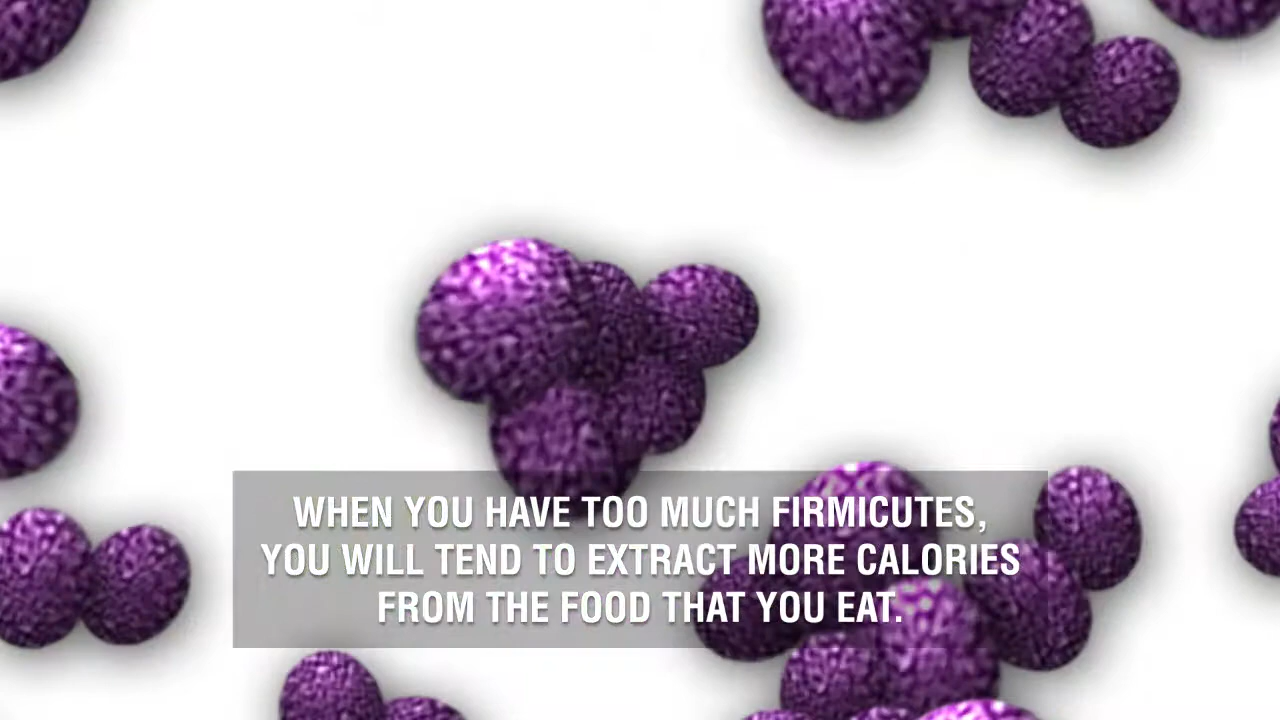 WHEN YOU HAVE TOO MUCH FIRMICUTES,
YOU WILL TEND TO EXTRACT MORE CALORIES
FROM THE FOOD THAT YOU EAT.